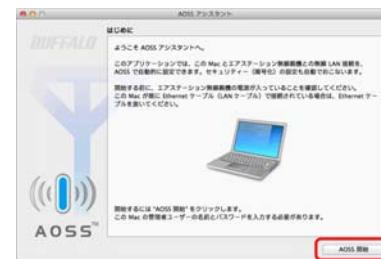 AOSS アシスタント
はじめに
BUFFALO
ようこそ AOSS アシスタントへ。
このアプリケーションでは、この Mac とエアステーション無線親機との無線 LAN 接続を、
AOSS で自動的に設定できます。セキュリティー（暗号化）の設定も自動でおこないます。
開始する前に、エアステーション無線親機の電源が入っていることを確認してください。
この Mac が既に Ethernet ケーブル（LAN ケーブル）で接続されている場合は、Ethernet ケー
ブルを抜いてください。
開始するには "AOSS 開始" をクリックします。
この Mac の管理者ユーザーの名前とパスワードを入力する必要があります。
AOSS™
AOSS 開始